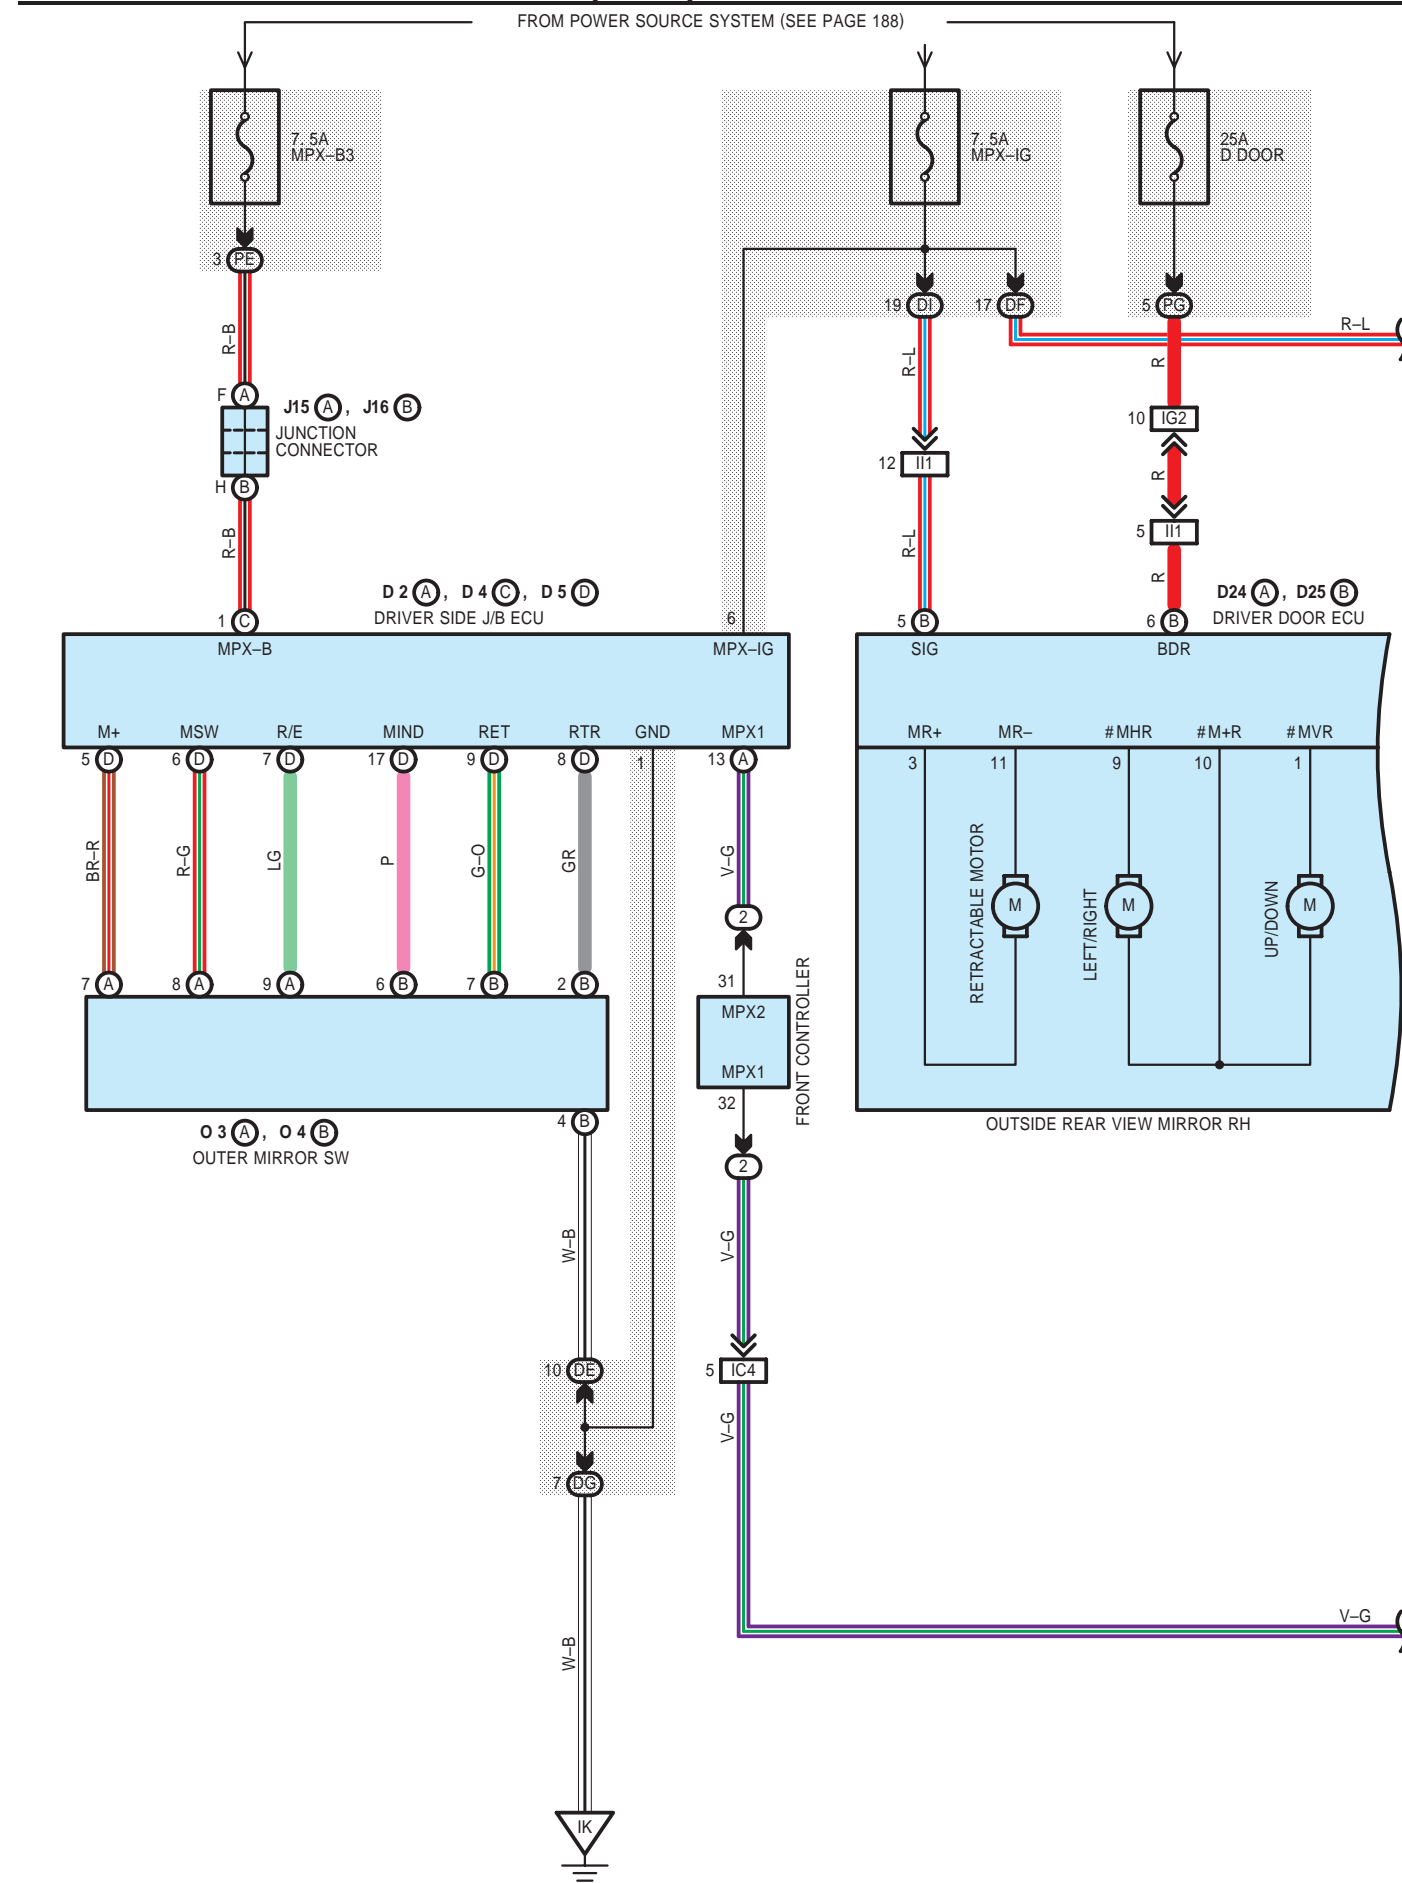 FROM POWER SOURCE SYSTEM (SEE PAGE 188)
7. 5A
MPX–B3
7. 5A
MPX–IG
25A
D DOOR
3 PE
19 DI
17 DF
5 PG
R–L
R–B
R–L
R
F A
J15 A , J16 B
JUNCTION
CONNECTOR
10 IG2
12 II1
R
H B
5 II1
R–B
R–L
R
D 2 A , D 4 C , D 5 D
DRIVER SIDE J/B ECU
D24 A , D25 B
DRIVER DOOR ECU
1 C
6
5 B
6 B
MPX–B
MPX–IG
SIG
BDR
M+
MSW
R/E
MIND
RET
RTR
GND
MPX1
MR+
MR–
#MHR
#M+R
#MVR
5 D
6 D
7 D
17 D
9 D
8 D
1
13 A
3
11
9
10
1
BR–R
R–G
LG
P
G–O
GR
V–G
RETRACTABLE MOTOR
M
LEFT/RIGHT
M
UP/DOWN
M
2
7 A
8 A
9 A
6 B
7 B
2 B
31
MPX2
MPX1
FRONT CONTROLLER
32
4 B
O 3 A , O 4 B
OUTER MIRROR SW
OUTSIDE REAR VIEW MIRROR RH
2
W–B
V–G
10 DE
5 IC4
V–G
7 DG
V–G
W–B
IK